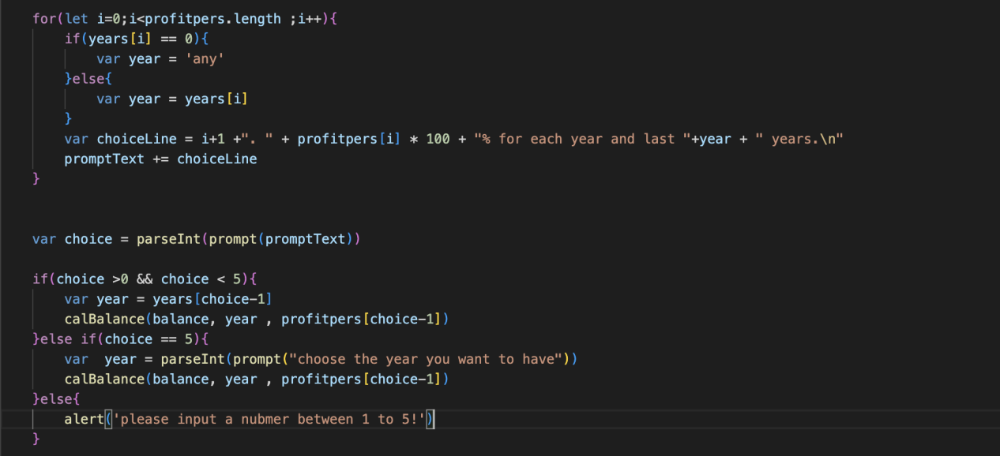 for(let i=0;i<profitpers.length ;i++){
    if(years[i] == 0){
        var year = 'any'
    }else{
        var year = years[i]
    }
    var choiceLine = i+1 +". " + profitpers[i] * 100 + "% for each year and last "+year + " years.\n"
    promptText += choiceLine
}
var choice = parseInt(prompt(promptText))
if(choice >0 && choice < 5){
    var year = years[choice-1]
    calBalance(balance, year , profitpers[choice-1])
}else if(choice == 5){
    var  year = parseInt(prompt("choose the year you want to have"))
    calBalance(balance, year , profitpers[choice-1])
}else{
    alert('please input a nubmer between 1 to 5!')
}